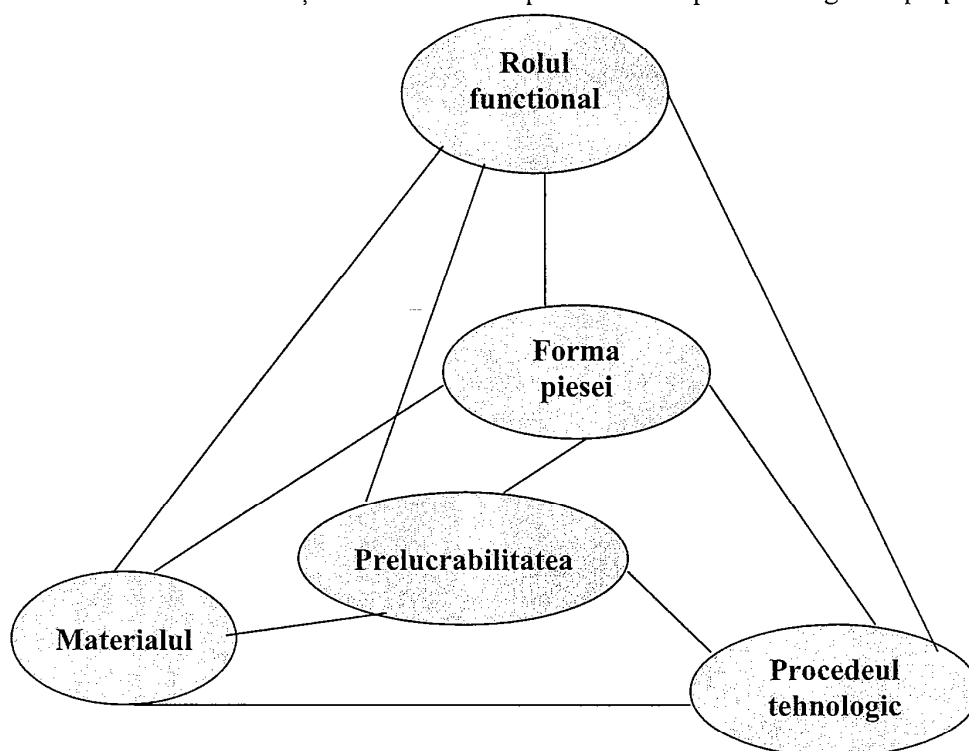 Rolul
functional
Forma
piesei
Prelucrabilitatea
Materialul
Procedeul
tehnologic